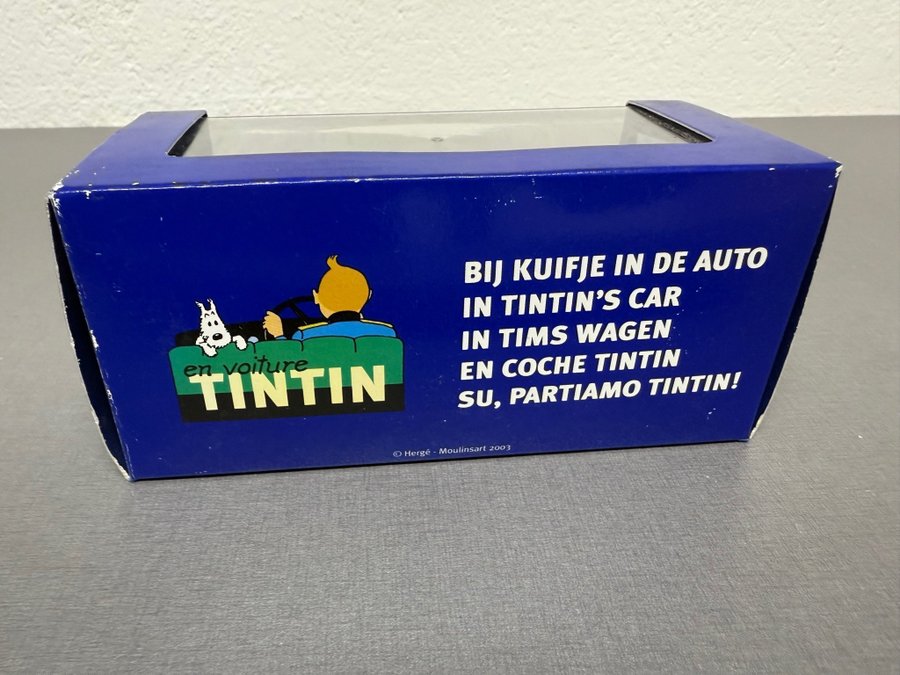 en voiture
TINTIN
BIJ KUIFJE IN DE AUTO
IN TINTIN'S CAR
IN TIMS WAGEN
EN COCHE TINTIN
SU, PARTIAMO TINTIN!
© Hergé - Moulinsart 2003